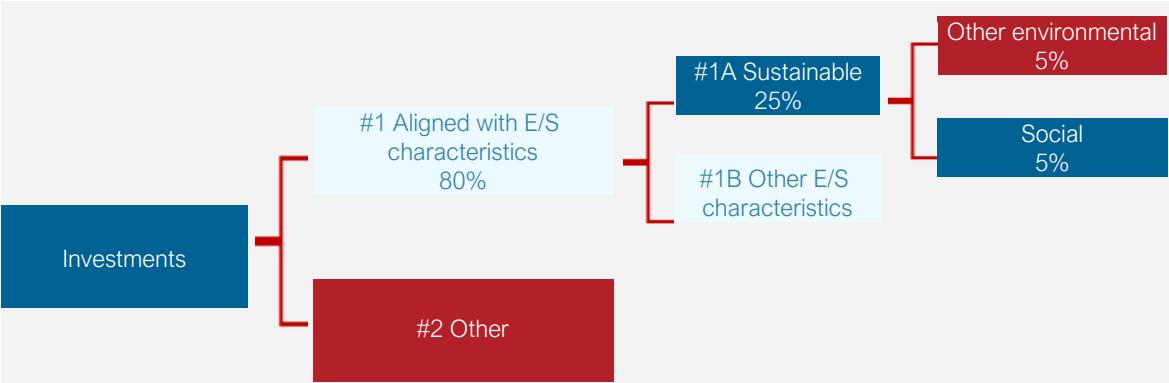 Investments
#1 Aligned with E/S
characteristics
80%
#2 Other
#1A Sustainable
25%
#1B Other E/S
characteristics
Other environmental
5%
Social
5%